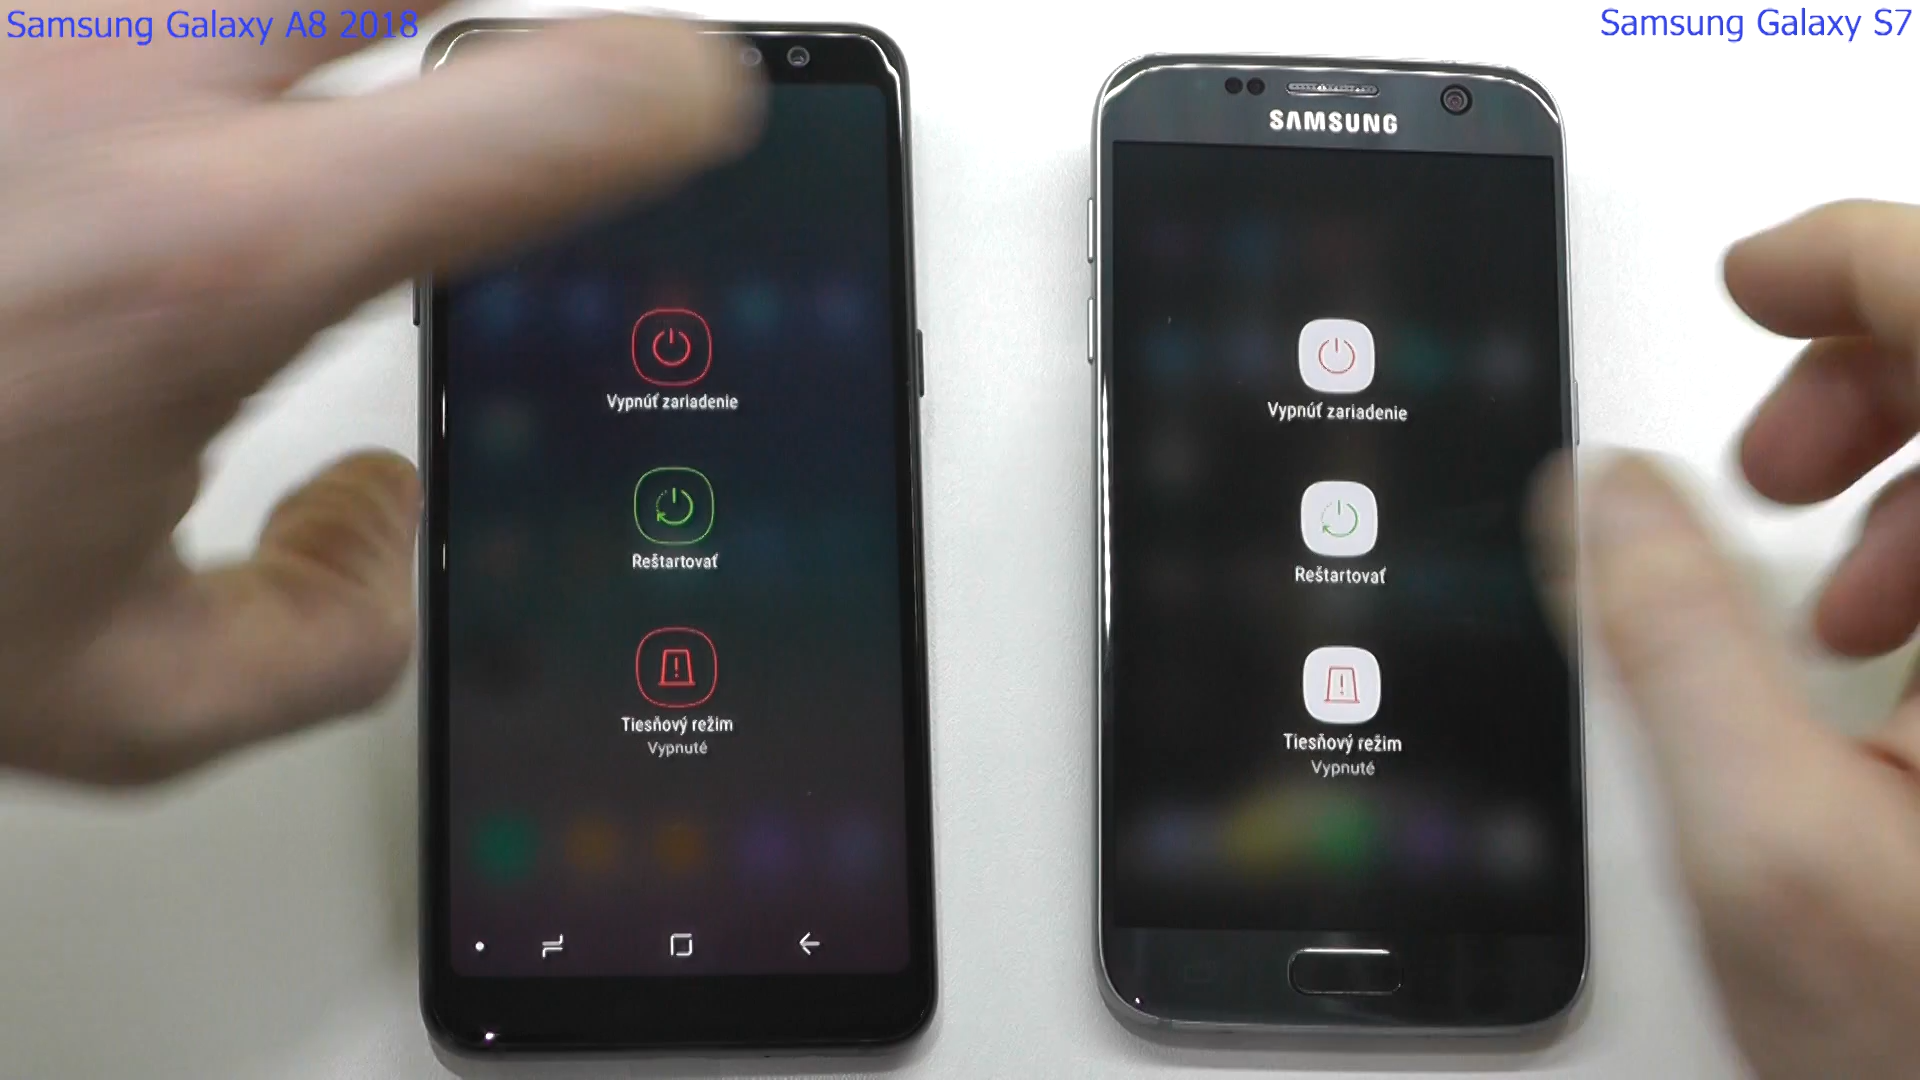 Samsung Galaxy A8 2018
Samsung Galaxy S7
SAMSUNG
Vypnúť zariadenie
Reštartovať
Tiesňový režim
Vypnuté
Vypnúť zariadenie
Reštartovať
Tiesňový režim
Vypnuté